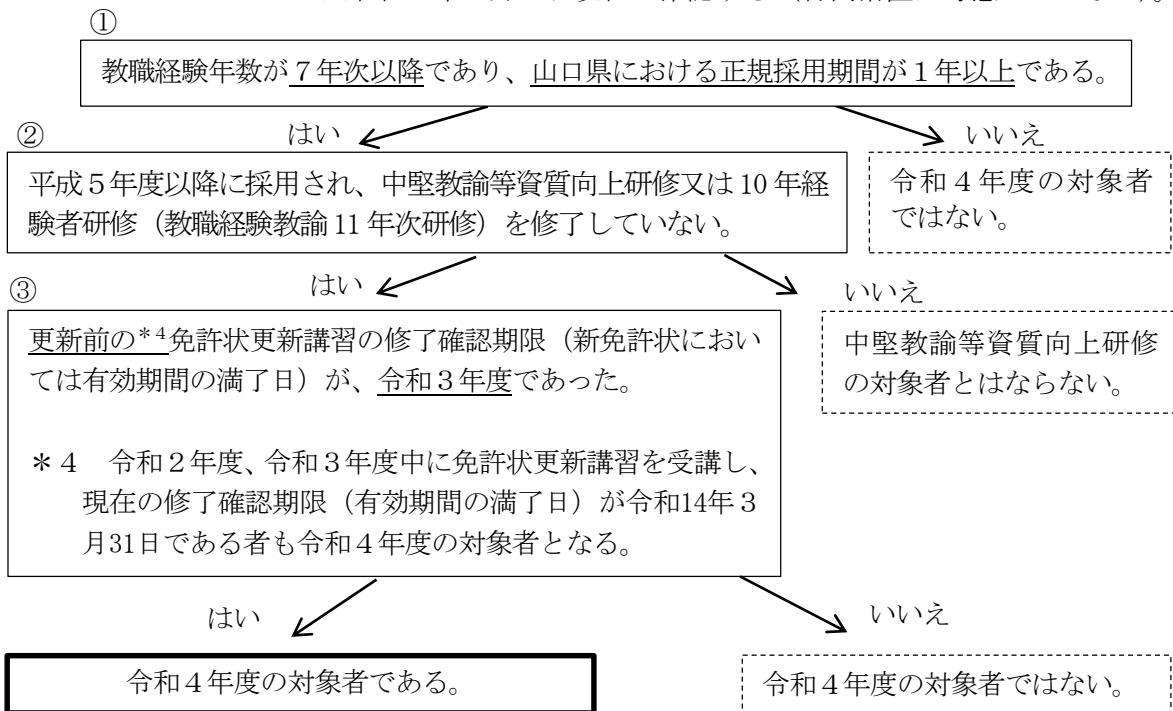 ①
教職経験年数が７年次以降であり、山口県における正規採用期間が１年以上である。
はい
いいえ
②
平成５年度以降に採用され、中堅教諭等資質向上研修又は 10 年経
験者研修（教職経験教諭 11 年次研修）を修了していない。
令和４年度の対象者
ではない。
はい
いいえ
③
更新前の＊４免許状更新講習の修了確認期限（新免許状におい
ては有効期間の満了日）が、令和３年度であった。
＊４　令和２年度、令和３年度中に免許状更新講習を受講し、
現在の修了確認期限（有効期間の満了日）が令和14年３
月31日である者も令和４年度の対象者となる。
中堅教諭等資質向上研修
の対象者とはならない。
はい
いいえ
令和４年度の対象者である。
令和４年度の対象者ではない。